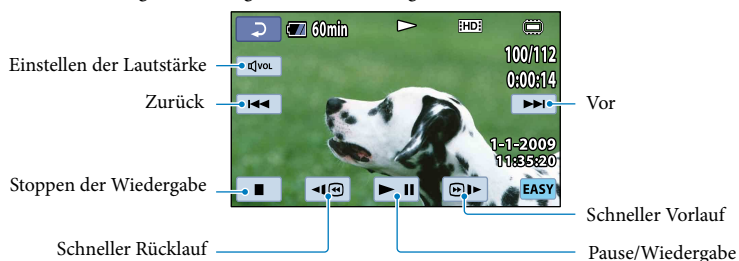 60min
HD
100/112
0:00:14
VOL
1-1-2009
11:35:20
EASY
Einstellen der Lautstärke
Zurück
Vor
Stoppen der Wiedergabe
Schneller Vorlauf
Schneller Rücklauf
Pause/Wiedergabe